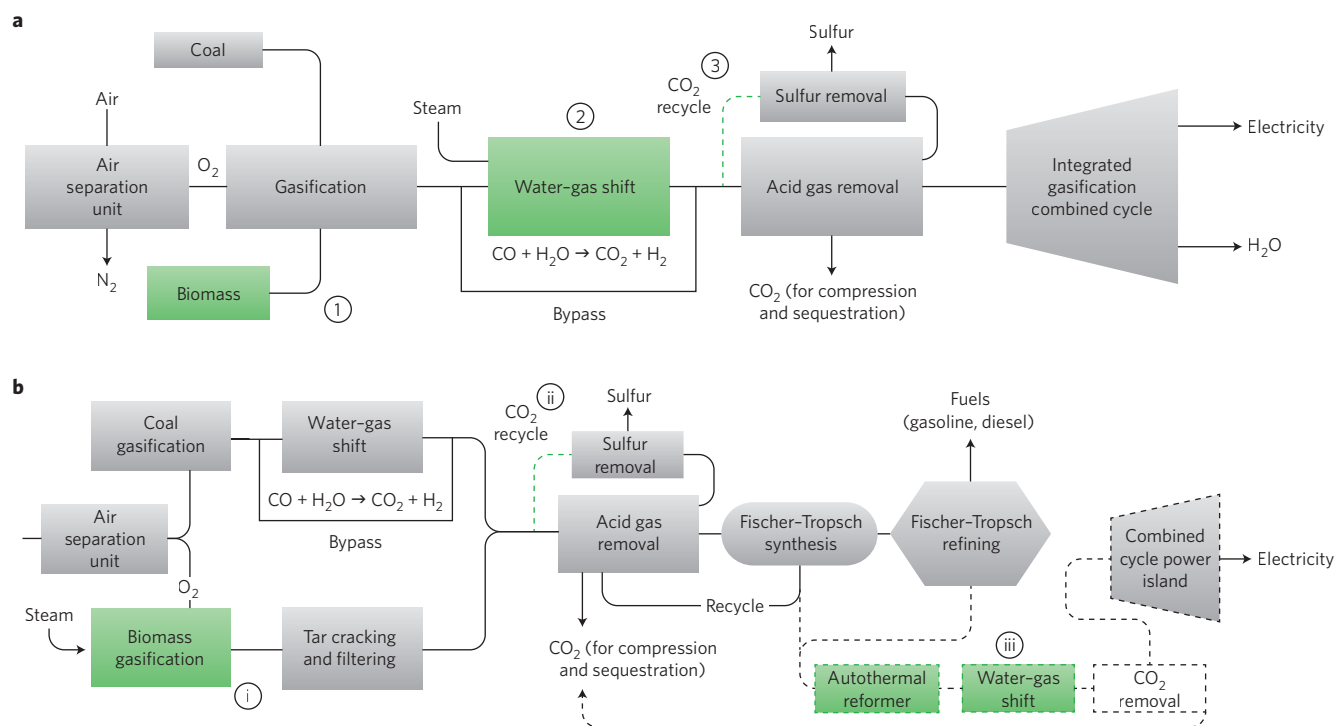 a
Sulfur
Coal
CO₂
recycle
3
Sulfur removal
Air
Steam
2
Electricity
Air
separation
unit
O₂
Gasification
Water–gas shift
Acid gas removal
Integrated
gasification
combined cycle
CO + H₂O → CO₂ + H₂
H₂O
N₂
Biomass
1
Bypass
CO₂ (for compression
and sequestration)
b
Coal
gasification
Water–gas
shift
CO₂
recycle
ii
Sulfur
Sulfur
removal
Fuels
(gasoline, diesel)
CO + H₂O → CO₂ + H₂
Bypass
Air
separation
unit
Acid gas
removal
Fischer–Tropsch
synthesis
Fischer–Tropsch
refining
Combined
cycle power
island
Electricity
O₂
Steam
Biomass
gasification
i
Tar cracking
and filtering
Recycle
CO₂ (for compression
and sequestration)
iii
Autothermal
reformer
Water–gas
shift
CO₂
removal